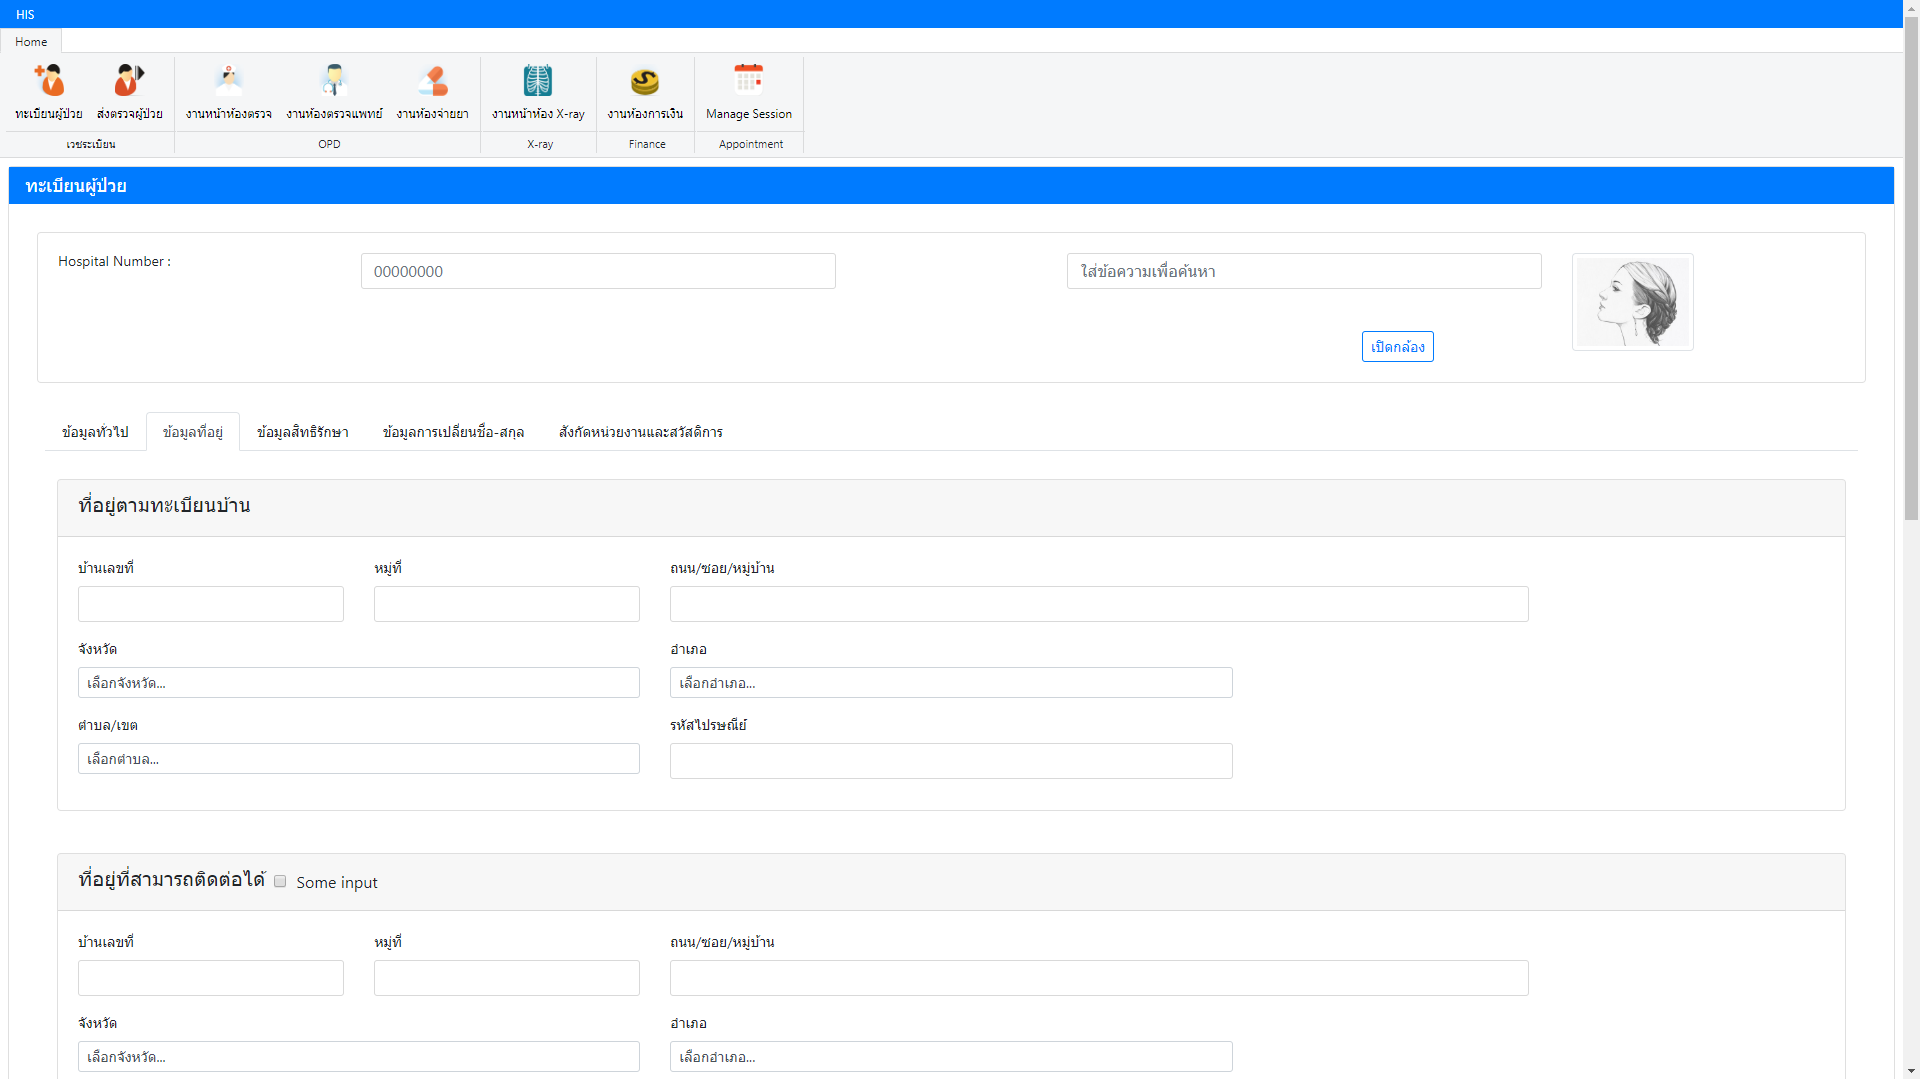 HIS
Home
ทะเบียนผู้ป่วย ส่งตรวจผู้ป่วย งานหน้าห้องตรวจ งานห้องตรวจแพทย์ งานห้องจ่ายยา งานหน้าห้อง X-ray งานห้องการเงิน Manage Session
เวชระเบียน OPD X-ray Finance Appointment
ทะเบียนผู้ป่วย
Hospital Number : 00000000 ใส่ข้อความเพื่อค้นหา
เปิดกล้อง
ข้อมูลทั่วไป ข้อมูลที่อยู่ ข้อมูลสิทธิรักษา ข้อมูลการเปลี่ยนชื่อ-สกุล สังกัดหน่วยงานและสวัสดิการ
ที่อยู่ตามทะเบียนบ้าน
บ้านเลขที่ หมู่ที่ ถนน/ซอย/หมู่บ้าน
จังหวัด อำเภอ
เลือกจังหวัด... เลือกอำเภอ...
ตำบล/เขต รหัสไปรษณีย์
เลือกตำบล...
ที่อยู่ที่สามารถติดต่อได้ Some input
บ้านเลขที่ หมู่ที่ ถนน/ซอย/หมู่บ้าน
จังหวัด อำเภอ
เลือกจังหวัด... เลือกอำเภอ...